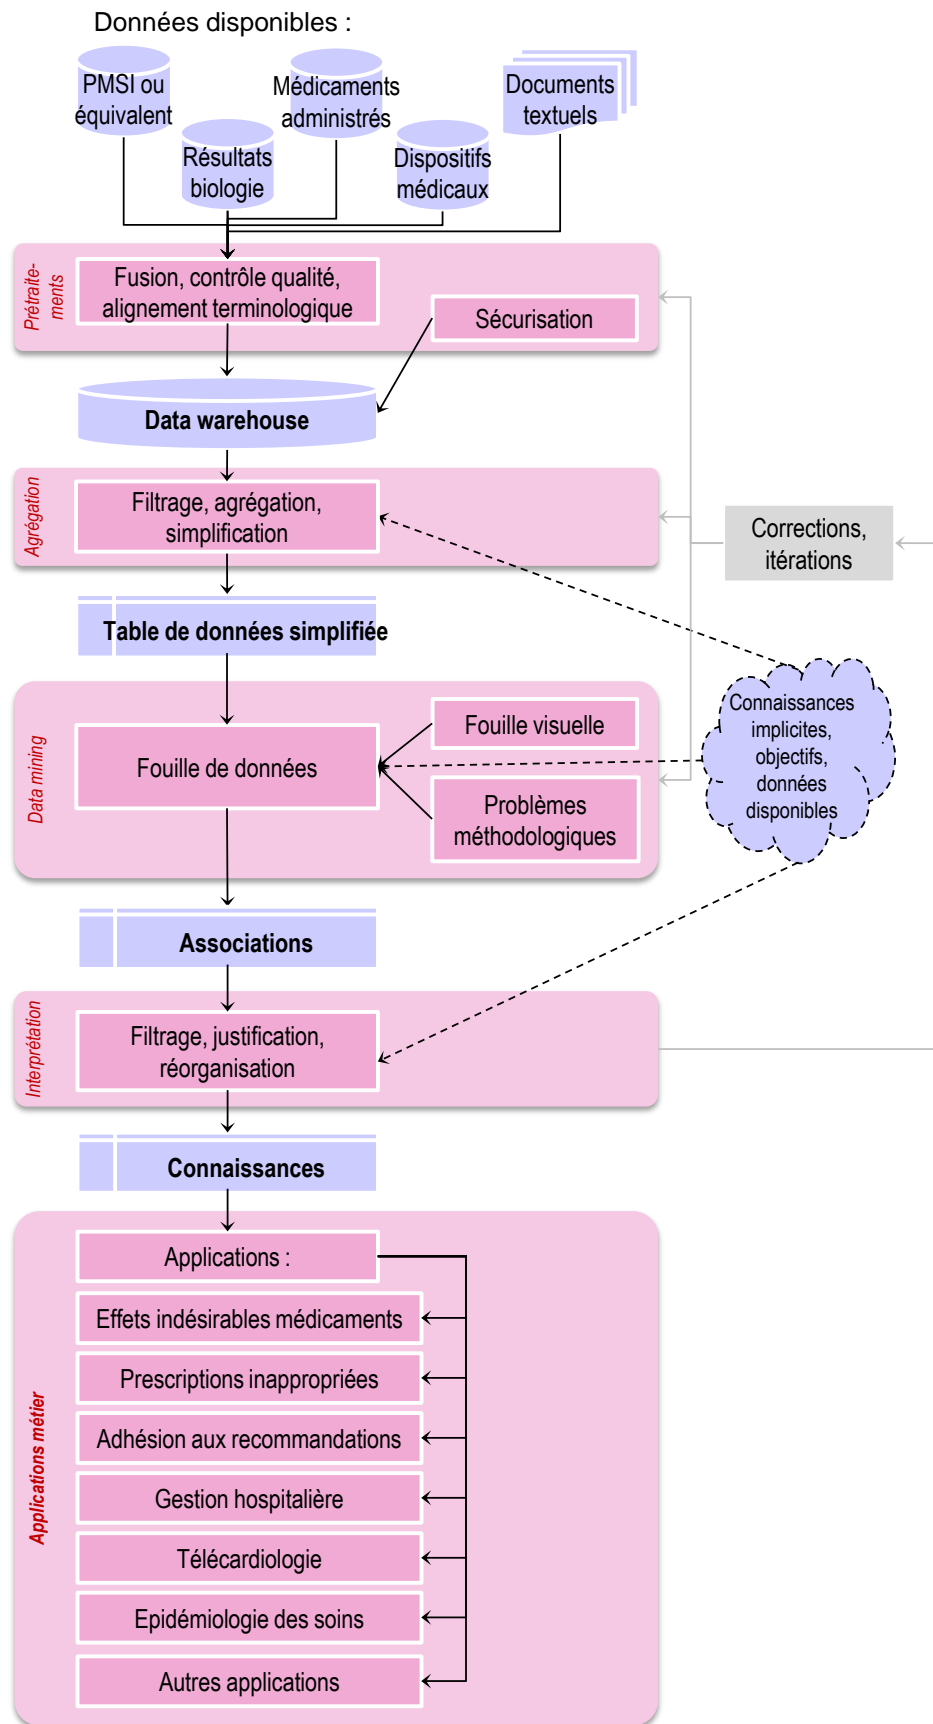 Données disponibles :
PMSI ou
équivalent
Médicaments
administrés
Documents
textuels
Résultats
biologie
Dispositifs
médicaux
Prétraite-
ments
Fusion, contrôle qualité,
alignement terminologique
Sécurisation
Data warehouse
Agrégation
Filtrage, agrégation,
simplification
Corrections,
itérations
Table de données simplifiée
Data mining
Fouille de données
Fouille visuelle
Problèmes
méthodologiques
Connaissances
implicites,
objectifs,
données
disponibles
Associations
Interprétation
Filtrage, justification,
réorganisation
Connaissances
Applications métier
Applications :
Effets indésirables médicaments
Prescriptions inappropriées
Adhésion aux recommandations
Gestion hospitalière
Télécardiologie
Epidémiologie des soins
Autres applications